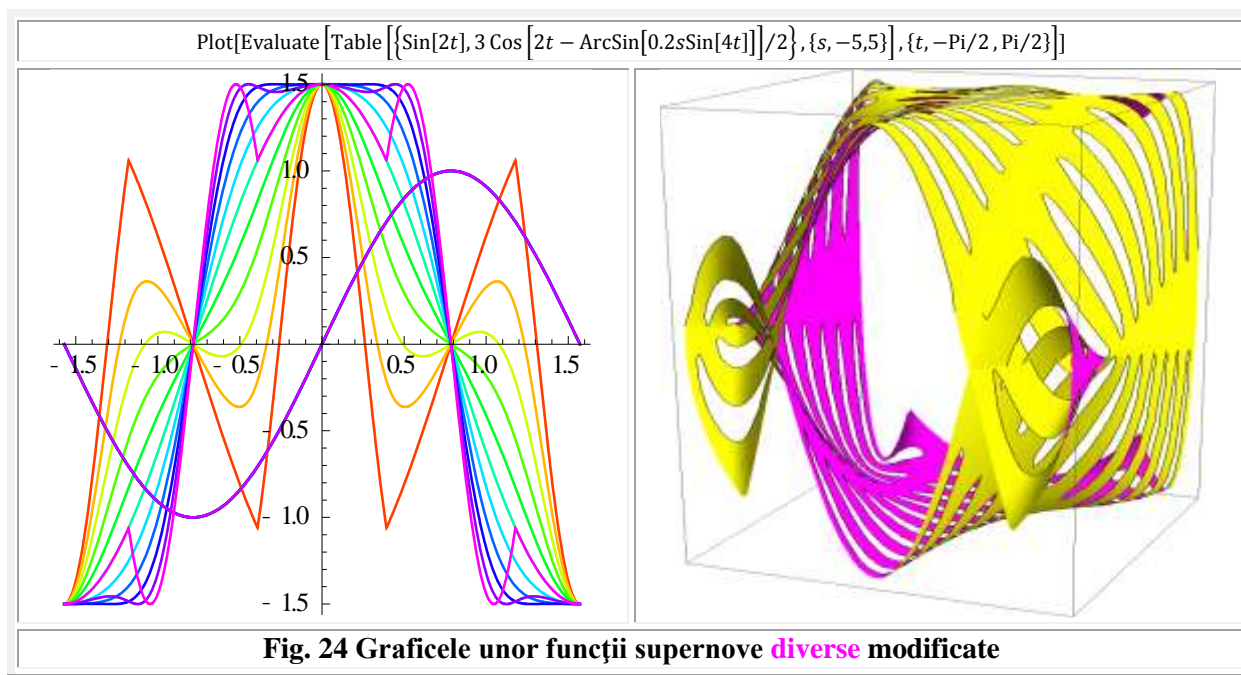 Plot[Evaluate [Table [{Sin[2t], 3 Cos [2t − ArcSin[0.2sSin[4t]]]/2} , {s, −5,5}] , {t, −Pi/2 , Pi/2}]]
1.5
1.0
0.5
- 1.5 - 1.0 - 0.5 0.5 1.0 1.5
- 0.5
- 1.0
- 1.5
Fig. 24 Graficele unor funcţii supernove diverse modificate